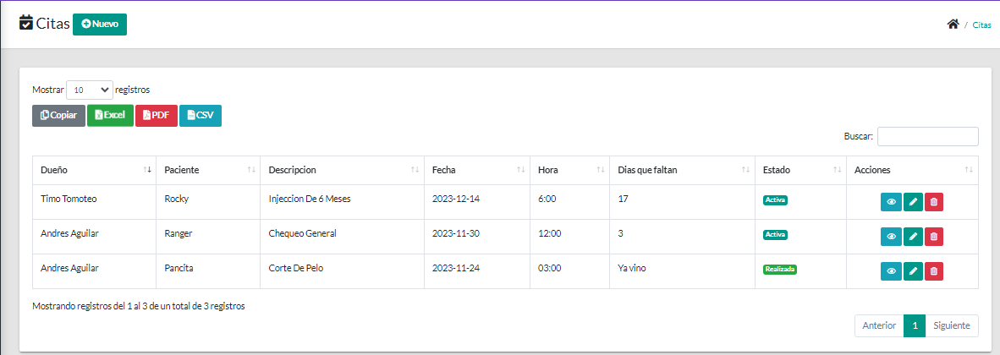 Citas Nuevo
/ Citas
Mostrar 10 registros
Copiar Excel PDF CSV
Buscar:
Dueño Paciente Descripcion Fecha Hora Dias que faltan Estado Acciones
Timo Tomoteo Rocky Injeccion De 6 Meses 2023-12-14 6:00 17 Activa
Andres Aguilar Ranger Chequeo General 2023-11-30 12:00 3 Activa
Andres Aguilar Pancita Corte De Pelo 2023-11-24 03:00 Ya vino Realizada
Mostrando registros del 1 al 3 de un total de 3 registros
Anterior 1 Siguiente